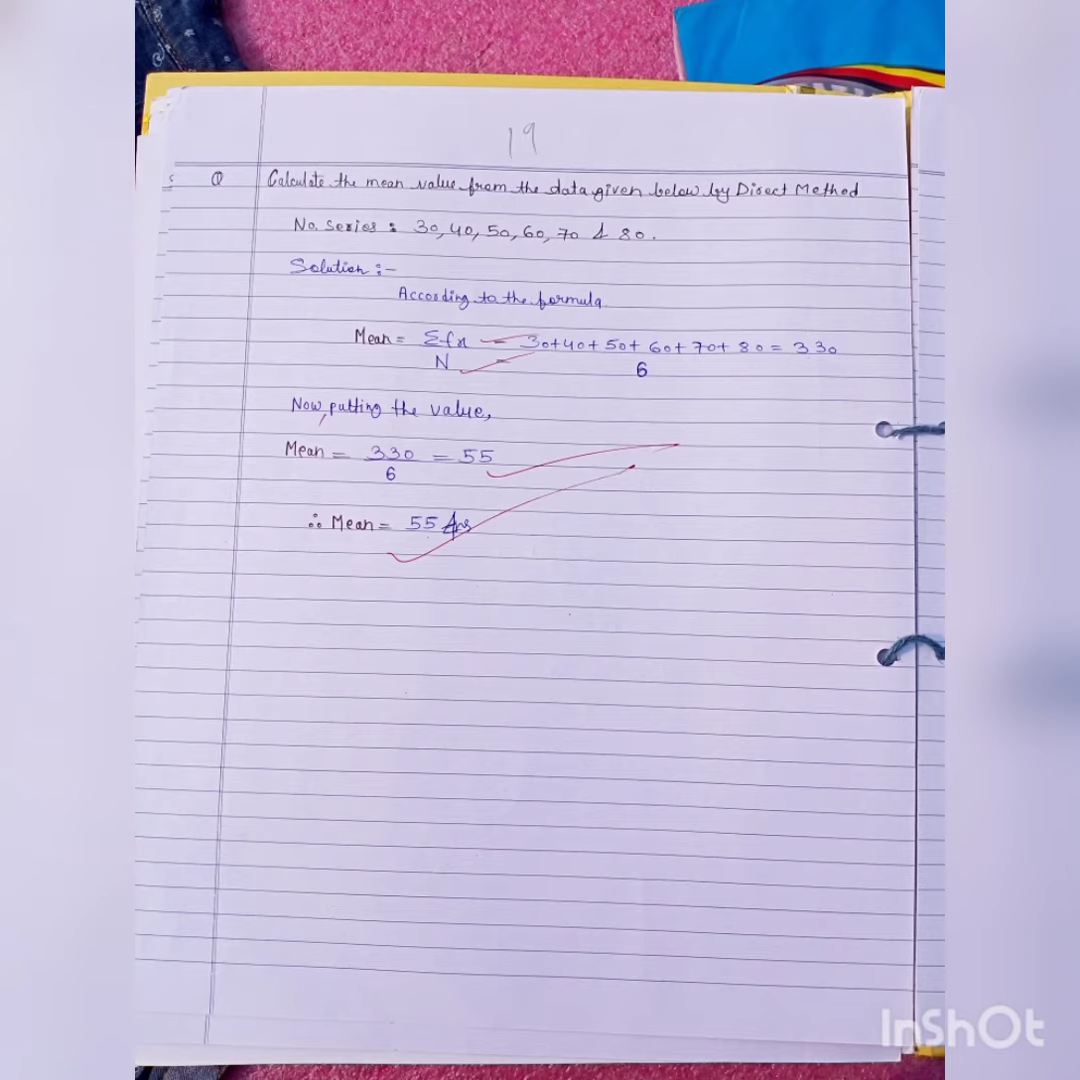 19
Q Calculate the mean value from the data given below by Direct Method
No. series : 30, 40, 50, 60, 70 & 80.
Solution :-
According to the formula
Mean = Σfx = 30+40+50+60+70+80 = 330
N = 6
Now, putting the value,
Mean = 330 = 55
6
∴ Mean = 55 Ans
InShOt